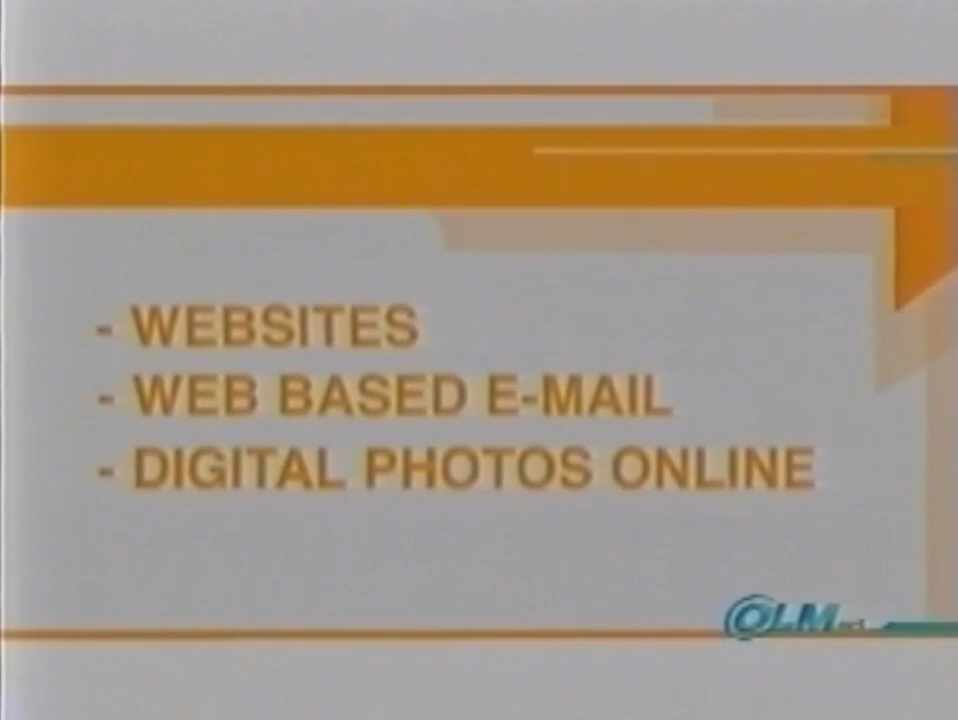 - WEBSITES
- WEB BASED E-MAIL
- DIGITAL PHOTOS ONLINE
@OLM